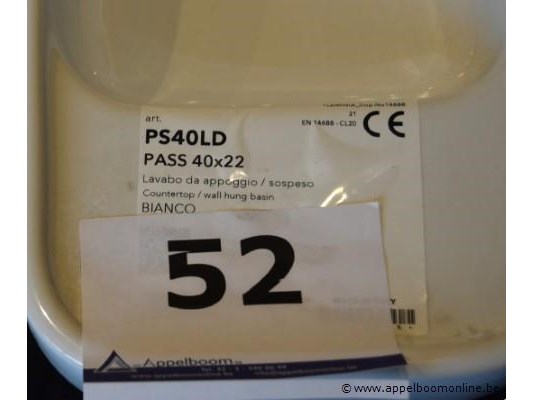 art.
21
PS40LD
EN 14688 - CL20
CE
PASS 40x22
Lavabo da appoggio / sospeso
Countertop / wall hung basin
BIANCO
52
Appelboom
© www.appelboomonline.be